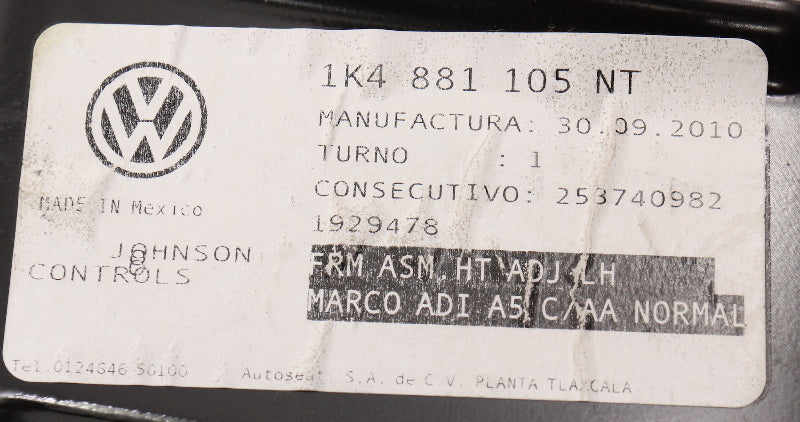 1K4 881 105 NT
MANUFACTURA: 30.09.2010
TURNO : 1
CONSECUTIVO: 253740982
1929478
MADE IN Mexico
JOHNSON
CONTROLS
FRM ASM HT ADJ LH
MARCO ADI A5 C/AA NORMAL
Tel.0124646 50100
Autoseat S.A. de C.V. PLANTA TLAXCALA